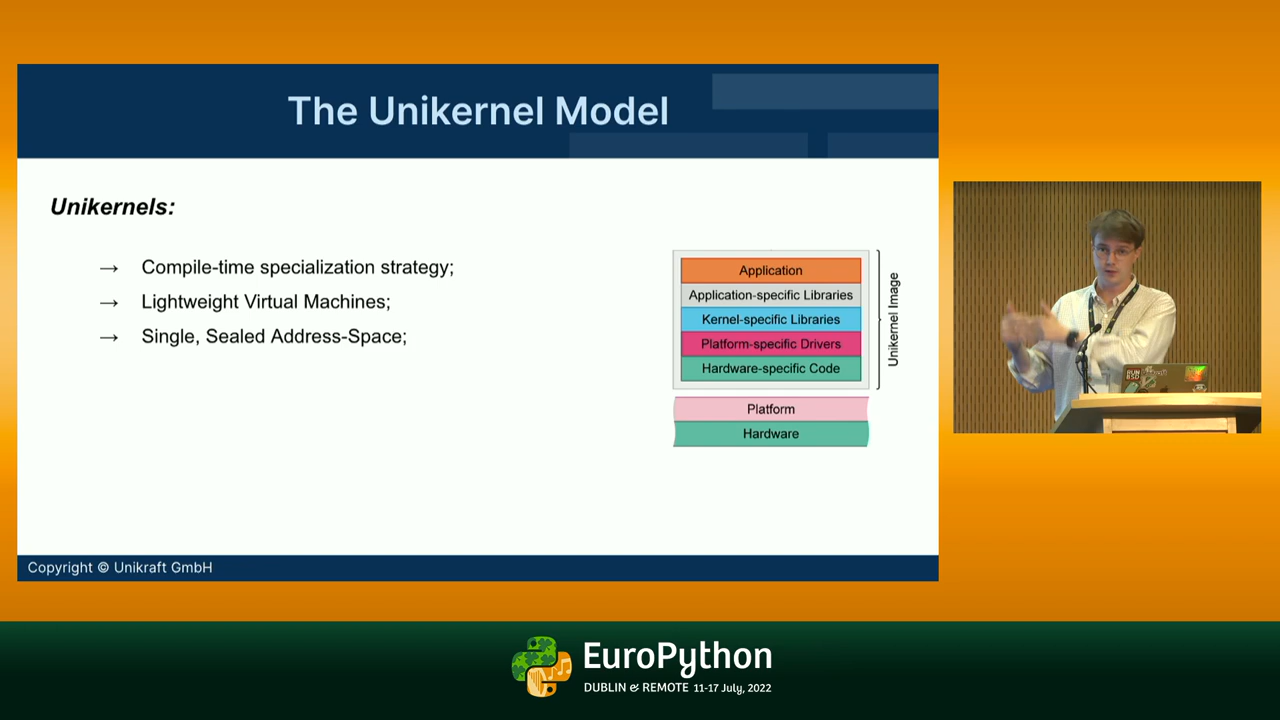 The Unikernel Model
Unikernels:
→ Compile-time specialization strategy;
→ Lightweight Virtual Machines;
→ Single, Sealed Address-Space;
Application
Application-specific Libraries
Kernel-specific Libraries
Platform-specific Drivers
Hardware-specific Code
Unikernel Image
Platform
Hardware
Copyright © Unikraft GmbH
RUN
BSD
EuroPython
DUBLIN & REMOTE 11-17 July, 2022